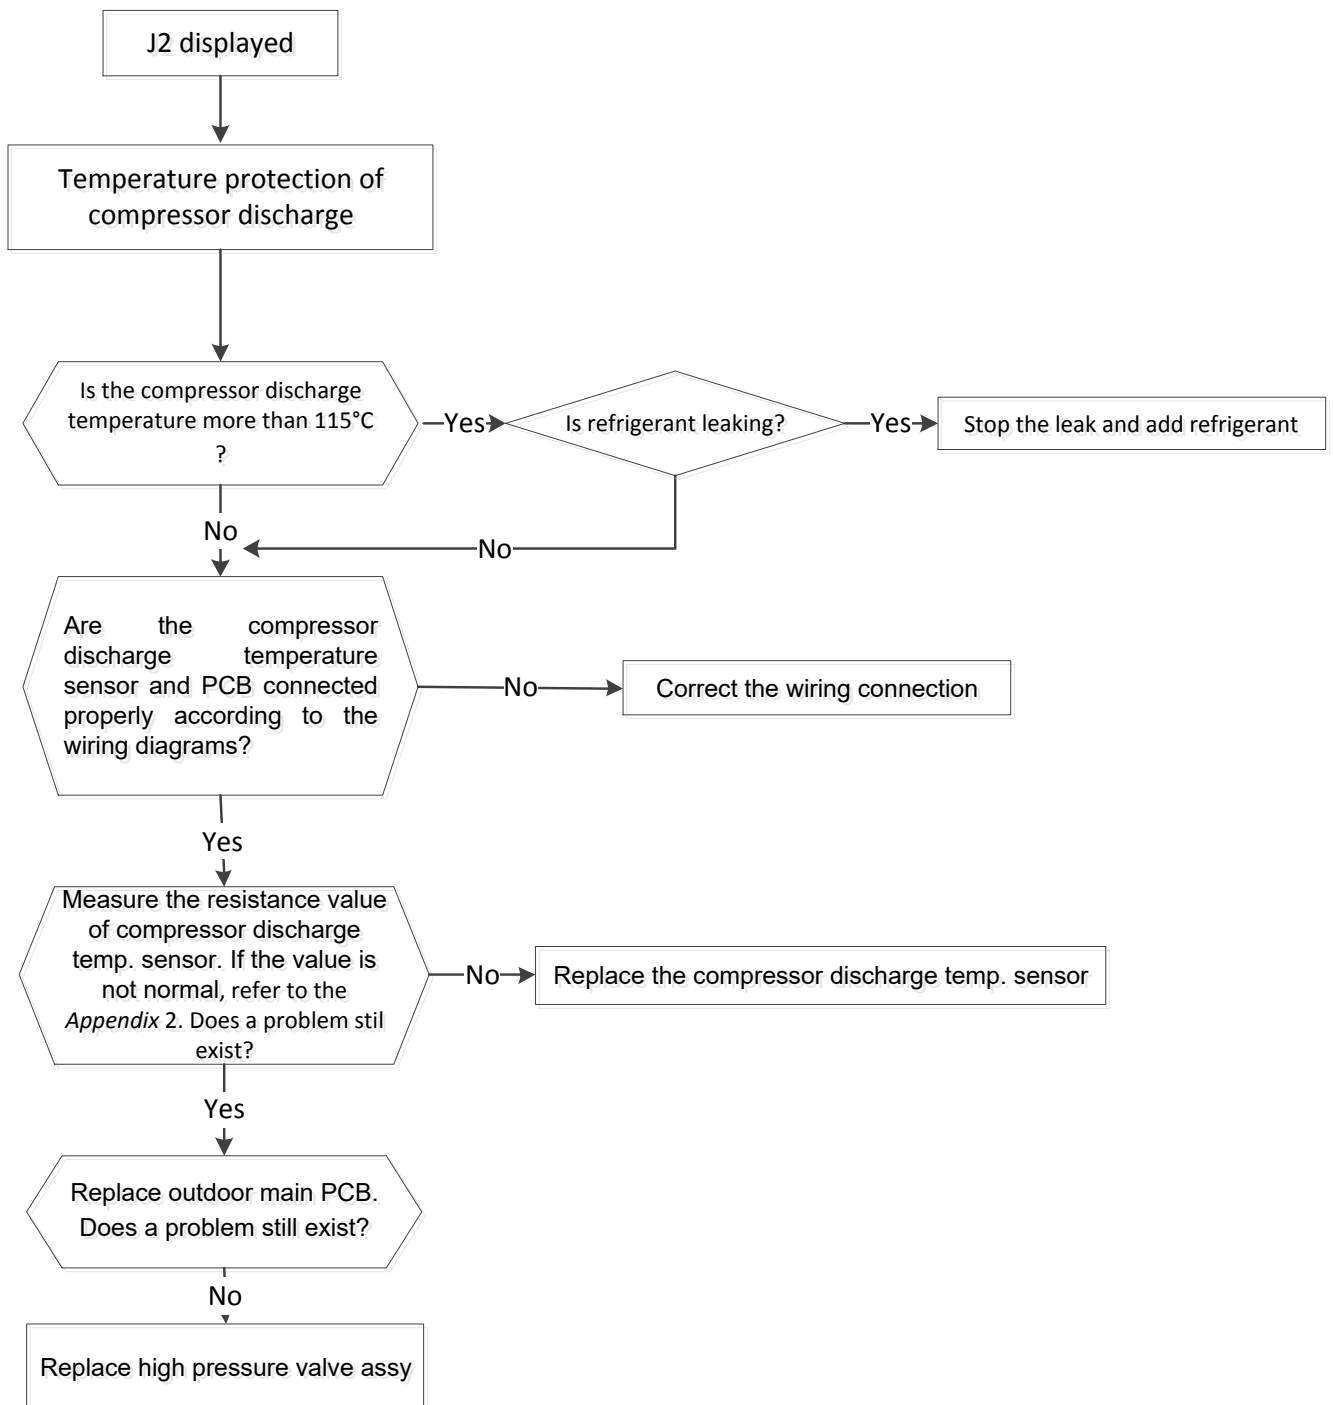 J2 displayed
Temperature protection of
compressor discharge
Is the compressor discharge
temperature more than 115°C
?
Yes
Is refrigerant leaking?
Yes
Stop the leak and add refrigerant
No
No
Are the compressor
discharge temperature
sensor and PCB connected
properly according to the
wiring diagrams?
No
Correct the wiring connection
Yes
Measure the resistance value
of compressor discharge
temp. sensor. If the value is
not normal, refer to the
Appendix 2. Does a problem stil
exist?
No
Replace the compressor discharge temp. sensor
Yes
Replace outdoor main PCB.
Does a problem still exist?
No
Replace high pressure valve assy